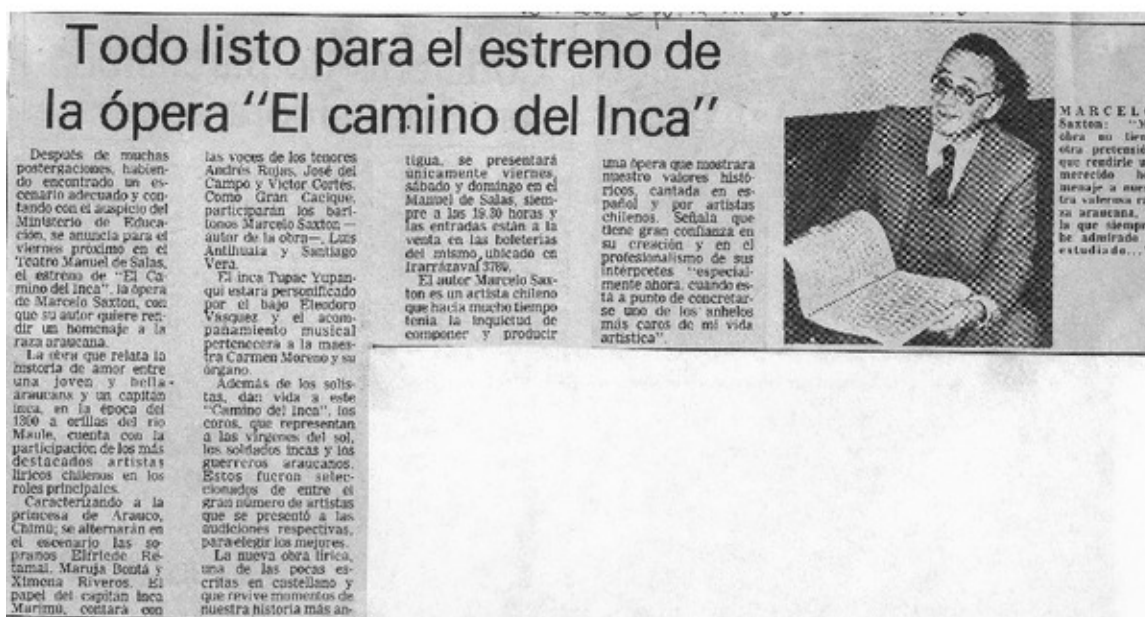 Todo listo para el estreno de
la ópera "El camino del Inca"
Después de muchas
postergaciones, habien-
do encontrado un es-
cenario adecuado y con-
tando con el auspicio del
Ministerio de Educa-
ción, se anuncia para el
viernes próximo en el
Teatro Manuel de Salas,
el estreno de "El Ca-
mino del Inca", la ópera
de Marcelo Saxton, con
que su autor quiere ren-
dir un homenaje a la
raza araucana.
La obra que relata la
historia de amor entre
una joven y bella
araucana y un capitán
inca, en la época del
a orillas del río
Maule, cuenta con la
participación de los más
destacados artistas
líricos chilenos en los
roles principales.
Caracterizando a la
princesa de Arauco,
Chimú; se alternarán en
el escenario las so-
pranos Elfriede Re-
tamal, Maruja Bontá y
Ximena Riveros. El
papel del capitán Inca
Marimú, contará con
las voces de los tenores
Andrés Rojas, José del
Campo y Víctor Cortés.
Como Gran Cacique,
participarán los barí-
tonos Marcelo Saxton —
autor de la obra—, Luis
Antihuala y Santiago
Vera.
El inca Tupac Yupan-
qui estará personificado
por el bajo Eleodoro
Vásquez y el acom-
pañamiento musical
pertenecerá a la maes-
tra Carmen Moreno y su
órgano.
Además de los solis-
tas, dan vida a este
"Camino del Inca", los
coros, que representan
a las vírgenes del sol,
los soldados incas y los
guerreros araucanos.
Estos fueron selec-
cionados de entre el
gran número de artistas
que se presentó a las
audiciones respectivas,
para elegir los mejores.
La nueva obra lírica,
una de las pocas es-
critas en castellano y
que revive momentos de
nuestra historia más an-
tigua, se presentará
únicamente viernes,
sábado y domingo en el
Manuel de Salas, siem-
pre a las 19.30 horas y
las entradas están a la
venta en las boleterías
del mismo, ubicado en
Irarrázaval
El autor Marcelo Sax-
ton es un artista chileno
que hacía mucho tiempo
tenía la inquietud de
componer y producir
una ópera que mostrara
nuestro valores histó-
ricos, cantada en es-
pañol y por artistas
chilenos. Señala que
tiene gran confianza en
su creación y en el
profesionalismo de sus
intérpretes "especial-
mente ahora, cuando es-
tá a punto de concretar-
se uno de los anhelos
más caros de mi vida
artística".
MARCEL
Saxton: "M
obra no tien
otra pretensió
que rendirle
merecido ho
menaje a nues
tra valerosa ra
za araucana,
la que siempr
he admirado
estudiado...